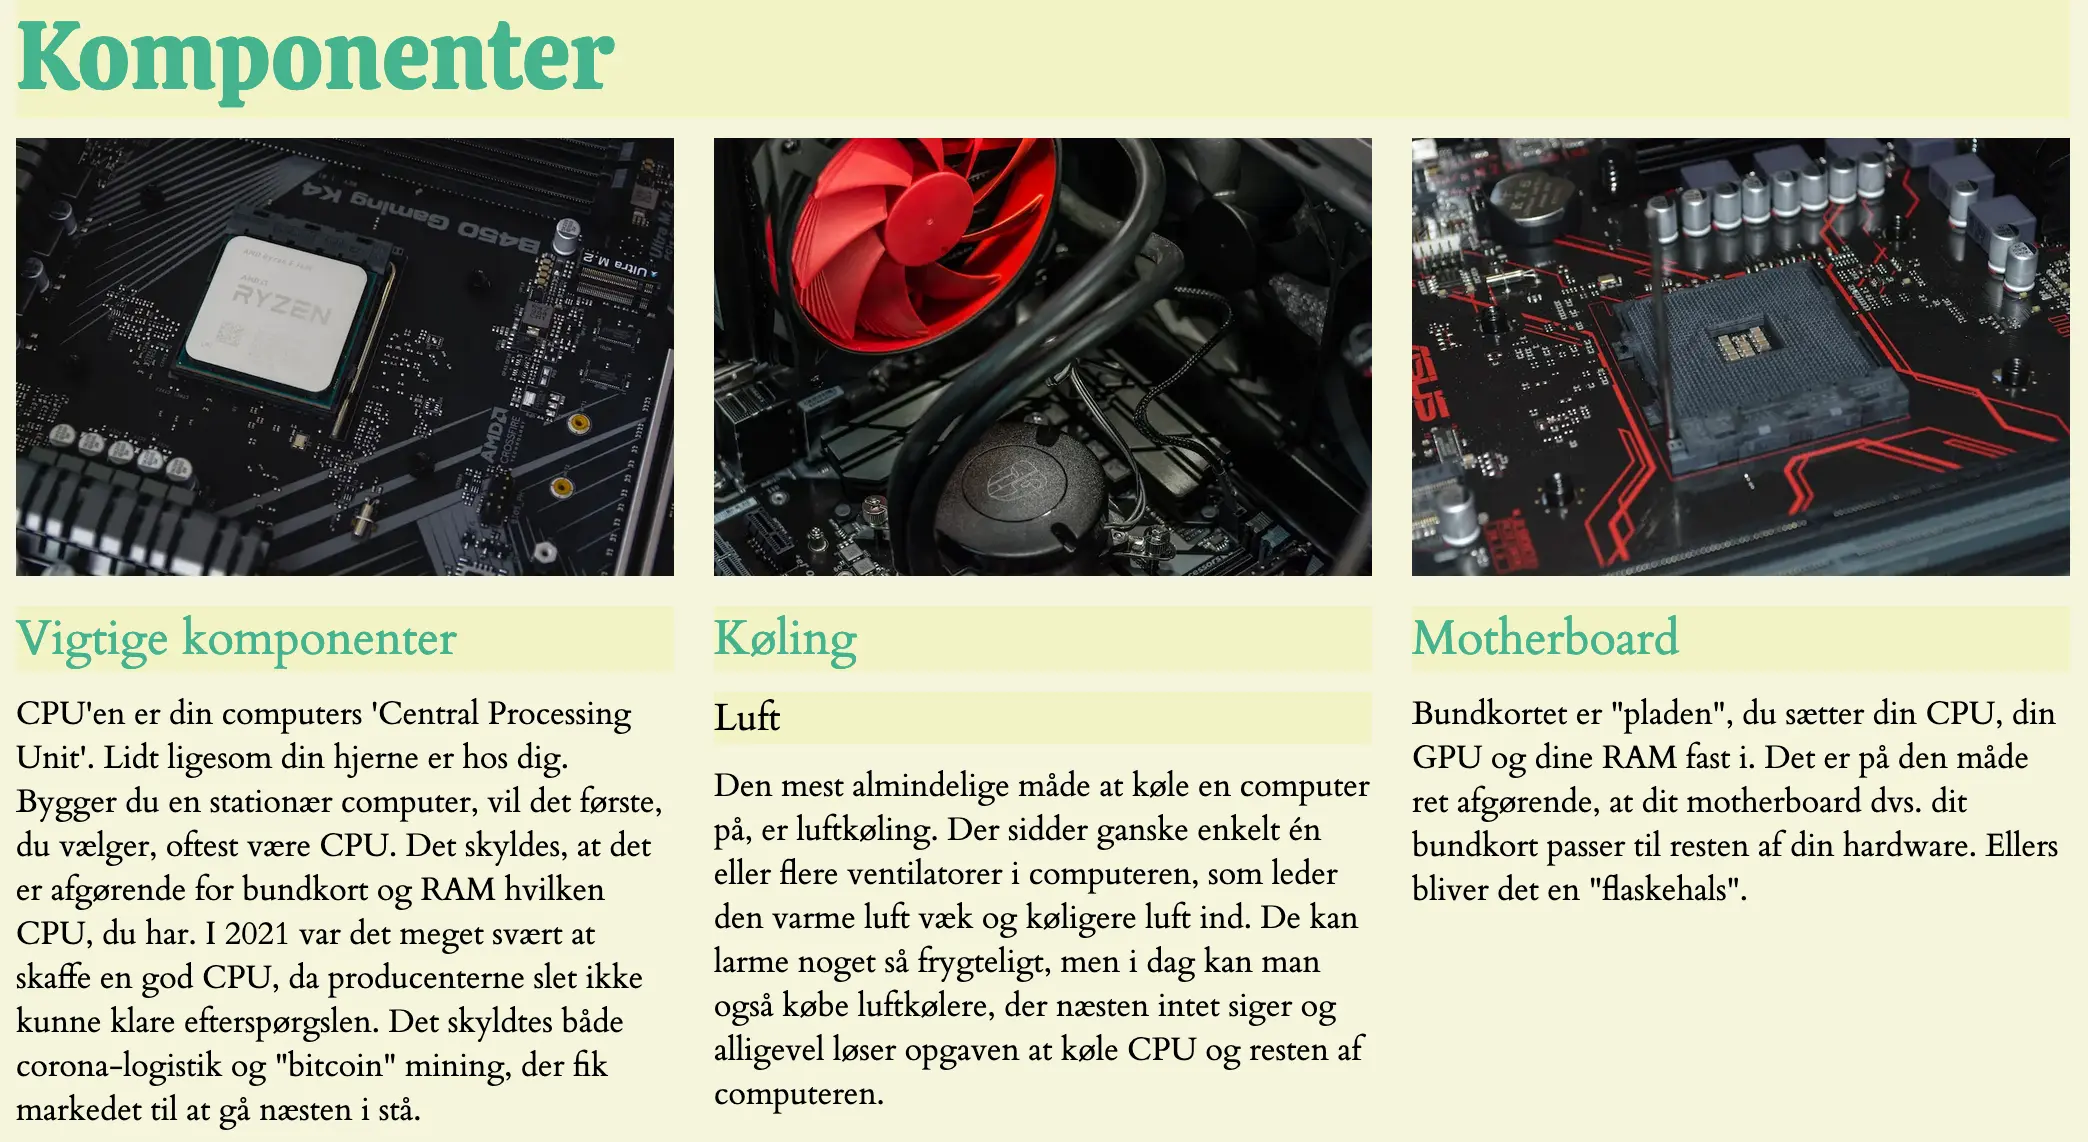 Komponenter
B450 Gaming K4
Ultra M.2
AMD
RYZEN
AMD
CROSSFIRE
Vigtige komponenter
CPU'en er din computers 'Central Processing
Unit'. Lidt ligesom din hjerne er hos dig.
Bygger du en stationær computer, vil det første,
du vælger, oftest være CPU. Det skyldes, at det
er afgørende for bundkort og RAM hvilken
CPU, du har. I 2021 var det meget svært at
skaffe en god CPU, da producenterne slet ikke
kunne klare efterspørgslen. Det skyldtes både
corona-logistik og "bitcoin" mining, der fik
markedet til at gå næsten i stå.
Køling
Luft
Den mest almindelige måde at køle en computer
på, er luftkøling. Der sidder ganske enkelt én
eller flere ventilatorer i computeren, som leder
den varme luft væk og køligere luft ind. De kan
larme noget så frygteligt, men i dag kan man
også købe luftkølere, der næsten intet siger og
alligevel løser opgaven at køle CPU og resten af
computeren.
Motherboard
Bundkortet er "pladen", du sætter din CPU, din
GPU og dine RAM fast i. Det er på den måde
ret afgørende, at dit motherboard dvs. dit
bundkort passer til resten af din hardware. Ellers
bliver det en "flaskehals".